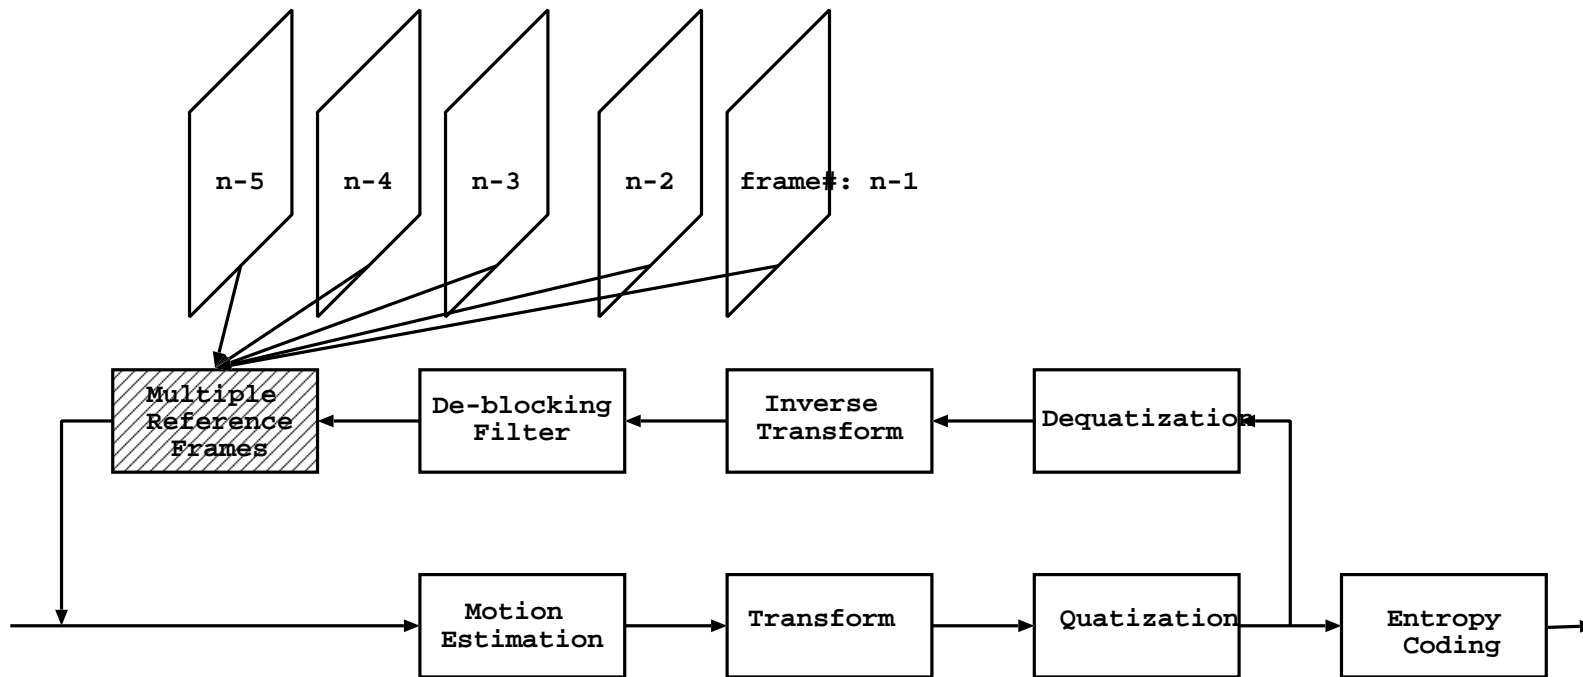 n-5
n-4
n-3
n-2
frame#: n-1
Multiple
Reference
Frames
De-blocking
Filter
Inverse
Transform
Dequatization
Motion
Estimation
Transform
Quatization
Entropy
Coding